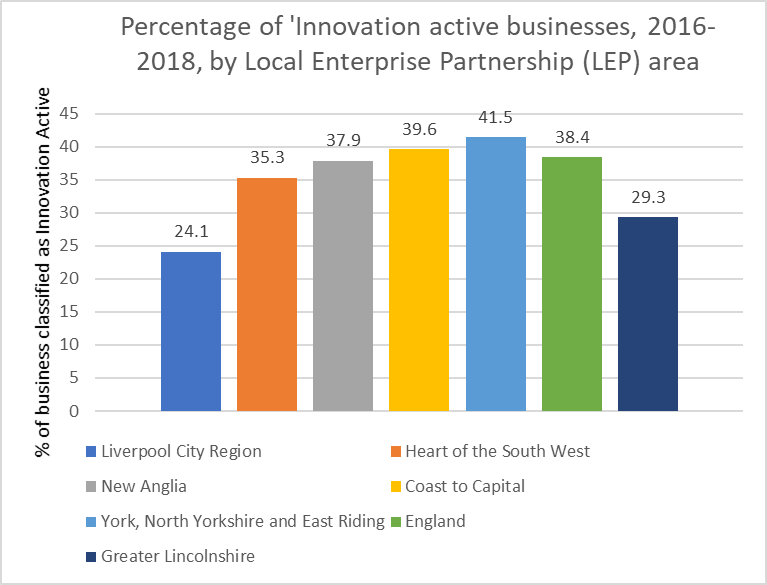 Percentage of 'Innovation active businesses, 2016-
2018, by Local Enterprise Partnership (LEP) area
% of business classified as Innovation Active
45
40
35
30
25
20
15
10
5
0
24.1
35.3
37.9
39.6
41.5
38.4
29.3
Liverpool City Region
Heart of the South West
New Anglia
Coast to Capital
York, North Yorkshire and East Riding
England
Greater Lincolnshire